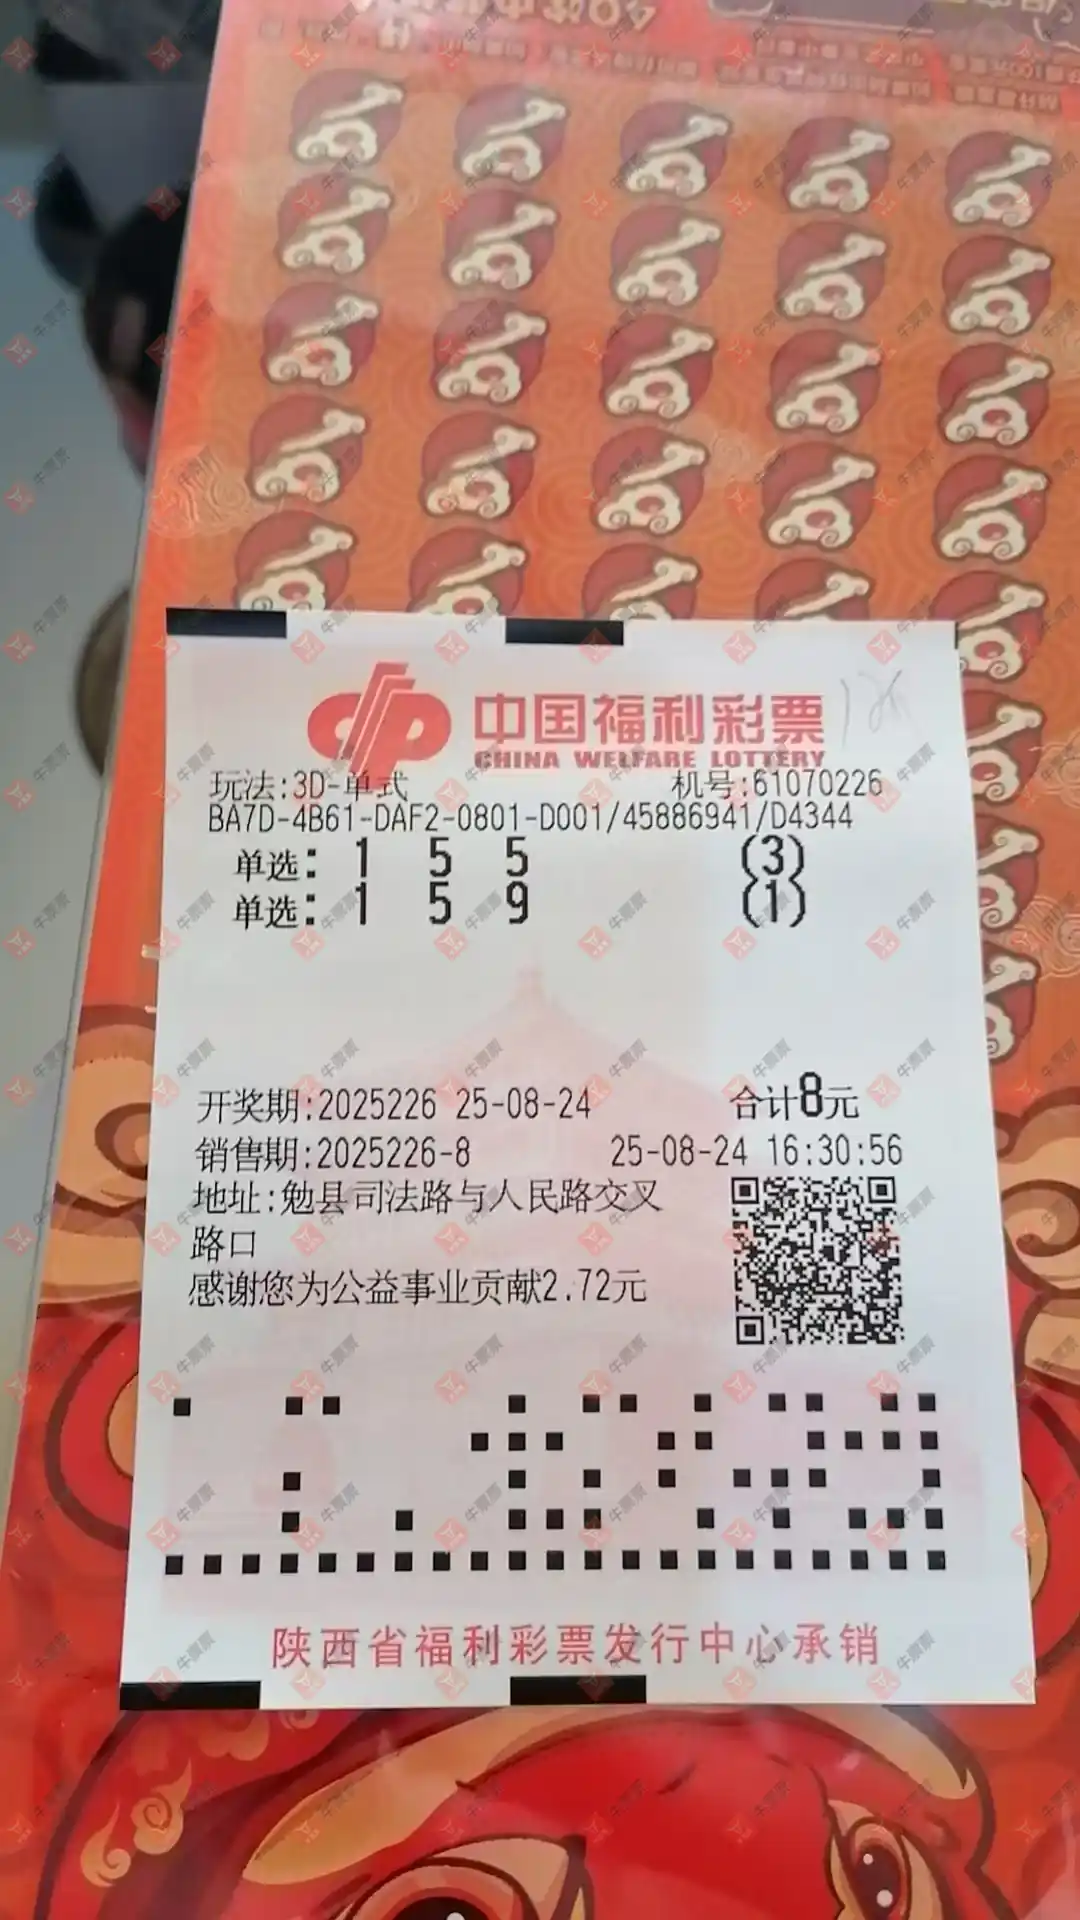 中国福利彩票
CHINA WELFARE LOTTERY
玩法:3D-单式 机号:61070226
BA7D-4B61-DAF2-0801-D001/45886941/D4344
单选: 1 5 5 (3)
单选: 1 5 9 (1)
开奖期:2025226 25-08-24 合计8元
销售期:2025226-8 25-08-24 16:30:56
地址:勉县司法路与人民路交叉
路口
感谢您为公益事业贡献2.72元
陕西省福利彩票发行中心承销
牛票票